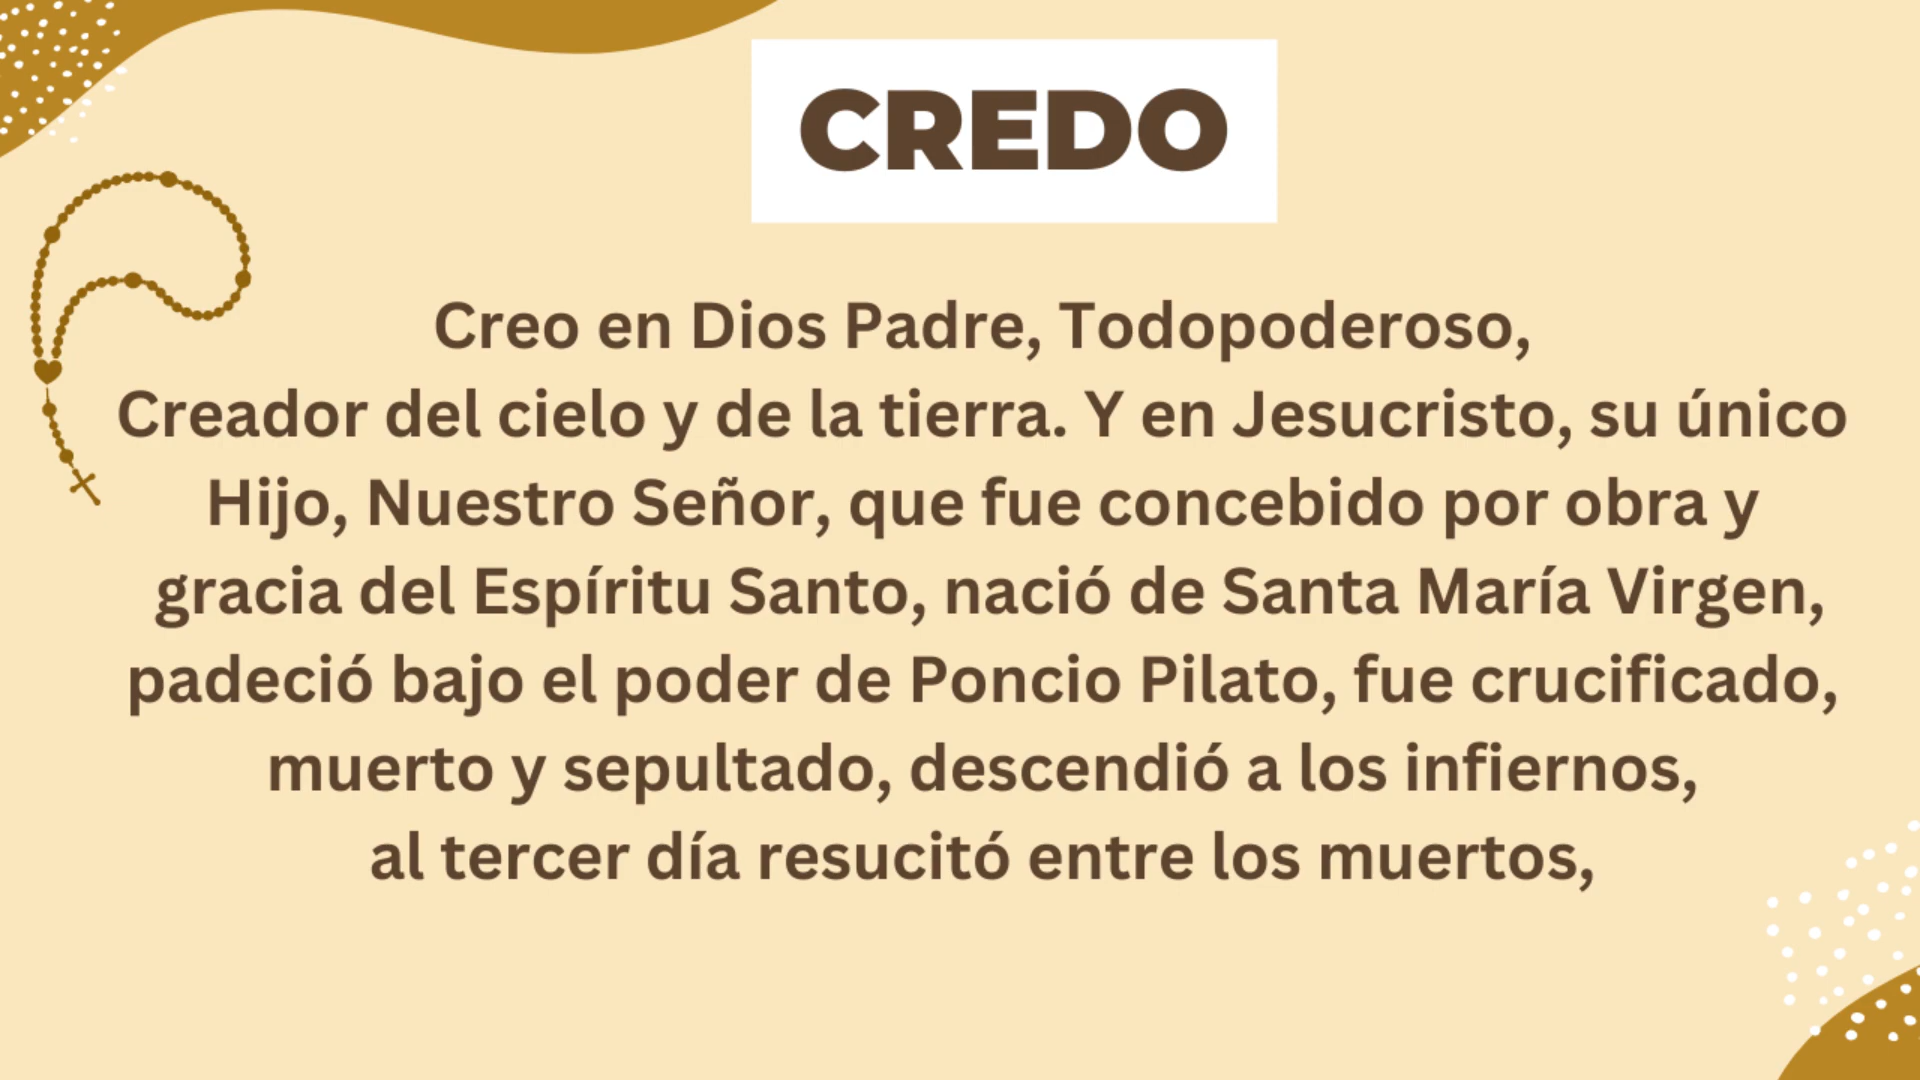 CREDO
Creo en Dios Padre, Todopoderoso,
Creador del cielo y de la tierra. Y en Jesucristo, su único
Hijo, Nuestro Señor, que fue concebido por obra y
gracia del Espíritu Santo, nació de Santa María Virgen,
padeció bajo el poder de Poncio Pilato, fue crucificado,
muerto y sepultado, descendió a los infiernos,
al tercer día resucitó entre los muertos,